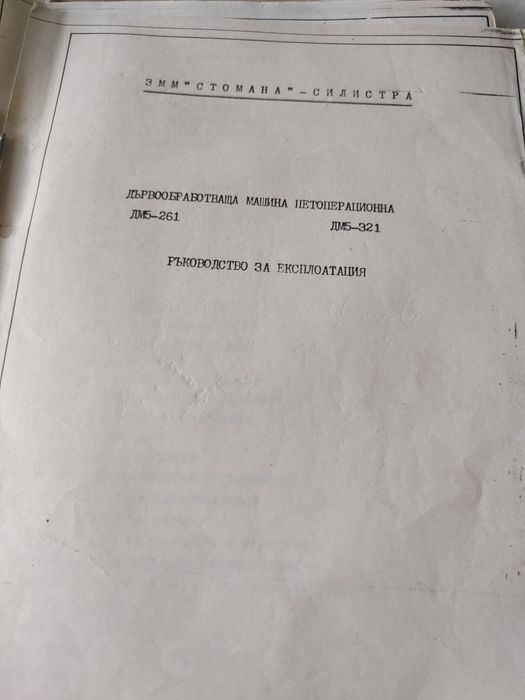 ЗММ"СТОМАНА"-СИЛИСТРА
ДЪРВООБРАБОТВАЩА МАШИНА ПЕТОПЕРАЦИОННА
ДМ5-261 ДМ5-321
РЪКОВОДСТВО ЗА ЕКСПЛОАТАЦИЯ